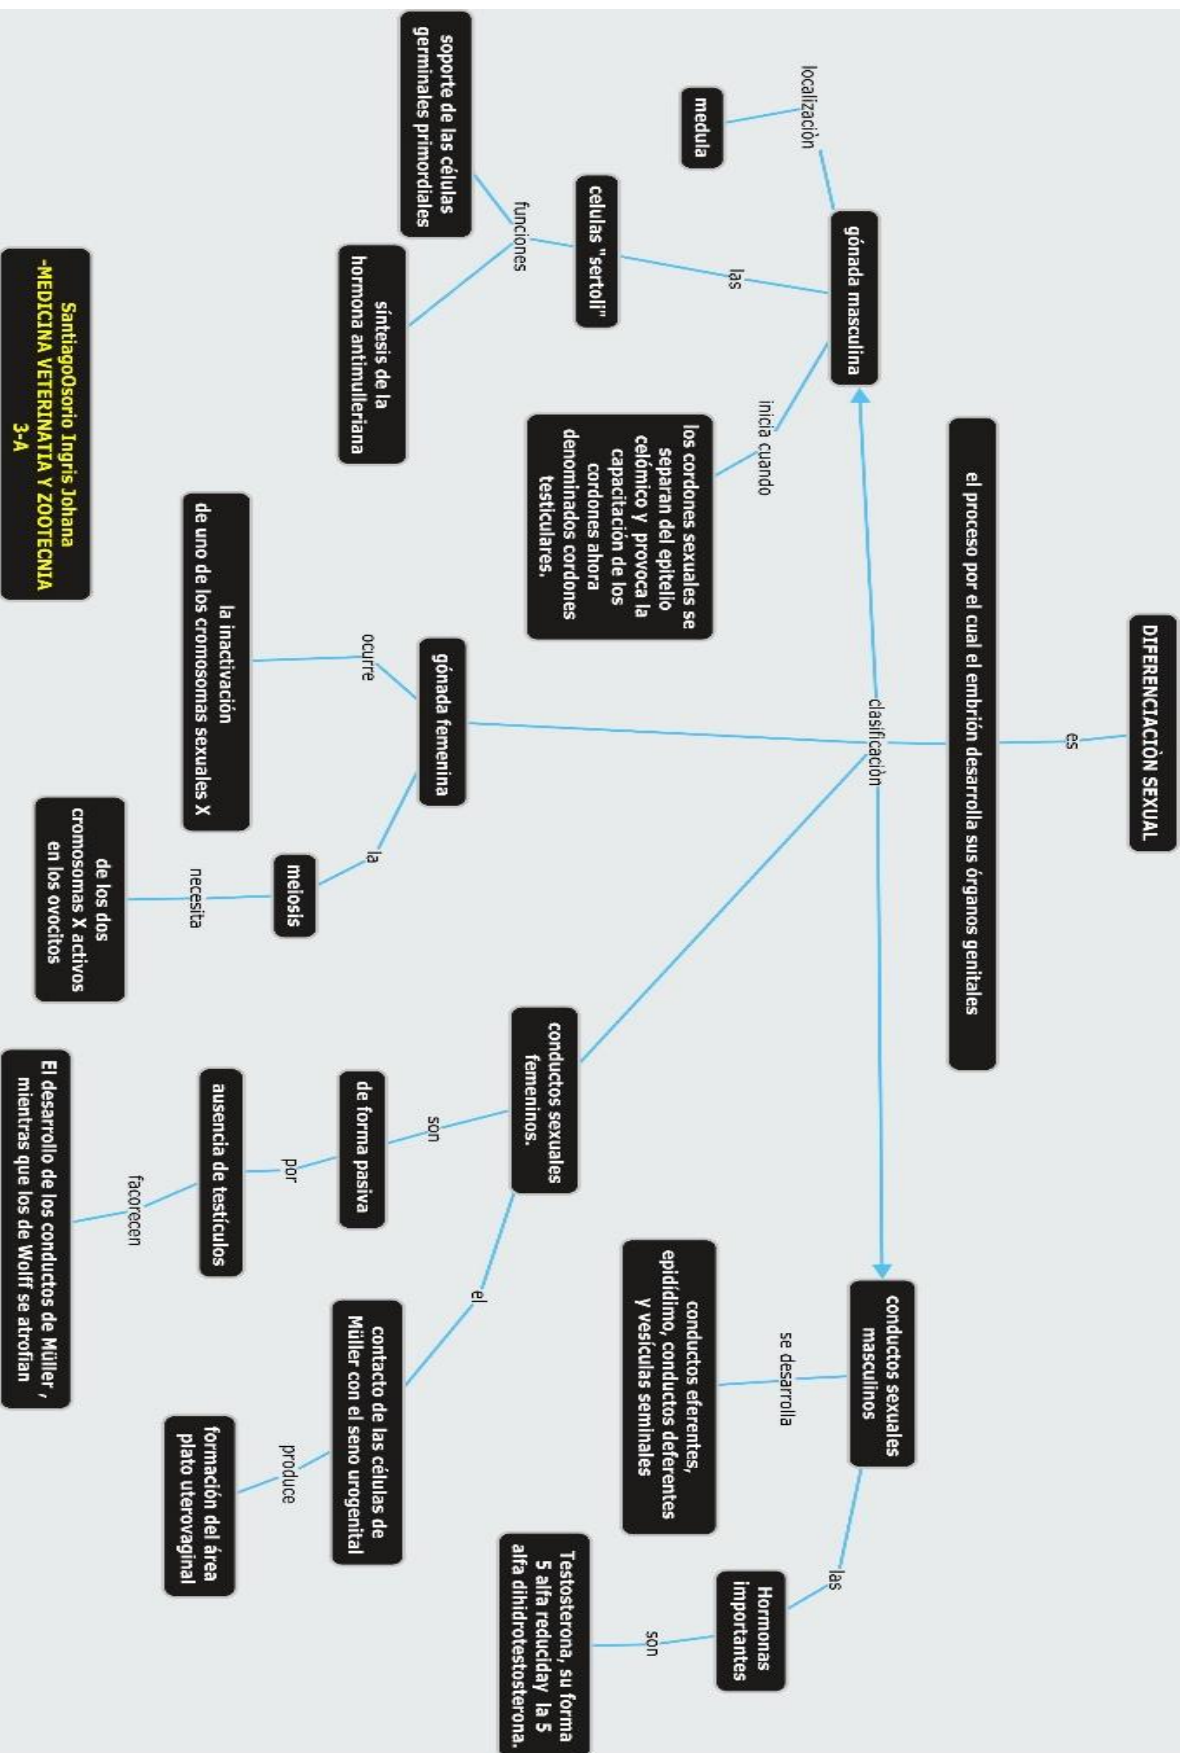 DIFERENCIACIÒN SEXUAL
es
el proceso por el cual el embrión desarrolla sus órganos genitales
clasificaciòn
gónada masculina
localizaciòn
medula
las
celulas "sertoli"
funciones
soporte de las células
germinales primordiales
síntesis de la
hormona antimulleriana
inicia cuando
los cordones sexuales se
separan del epitelio
celómico y provoca la
capacitación de los
cordones ahora
denominados cordones
testiculares.
gónada femenina
ocurre
la inactivación
de uno de los cromosomas sexuales X
la
meiosis
necesita
de los dos
cromosomas X activos
en los ovocitos
conductos sexuales
femeninos.
son
de forma pasiva
por
ausencia de testículos
facorecen
El desarrollo de los conductos de Müller ,
mientras que los de Wolff se atrofian
el
contacto de las células de
Müller con el seno urogenital
produce
formación del área
plato uterovaginal
conductos sexuales
masculinos
se desarrolla
conductos eferentes,
epidídimo, conductos deferentes
y vesículas seminales
las
Hormonas
importantes
son
Testosterona, su forma
5 alfa reduciday la 5
alfa dihidrotestosterona.
SantiagoOsorio Ingris Johana
-MEDICINA VETERINATIA Y ZOOTECNIA
3-A